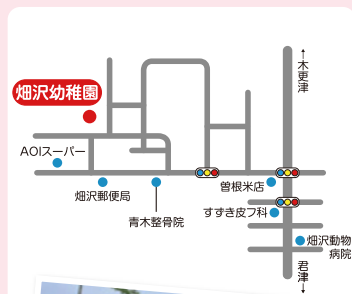 ↑木更津
畑沢幼稚園
AOIスーパー
曽根米店
畑沢郵便局
青木整骨院
すずき皮フ科
畑沢動物
病院
君津↓